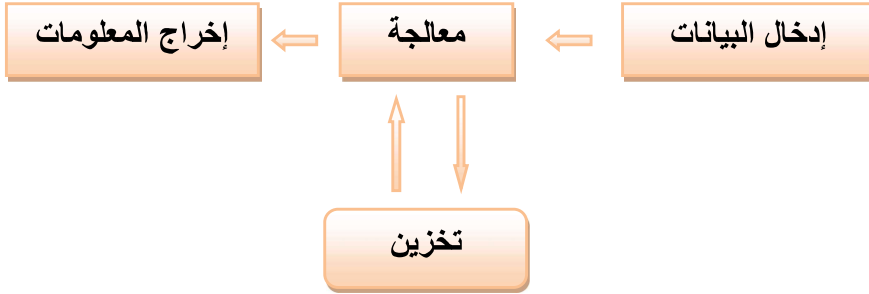 إدخال البيانات
معالجة
إخراج المعلومات
تخزين